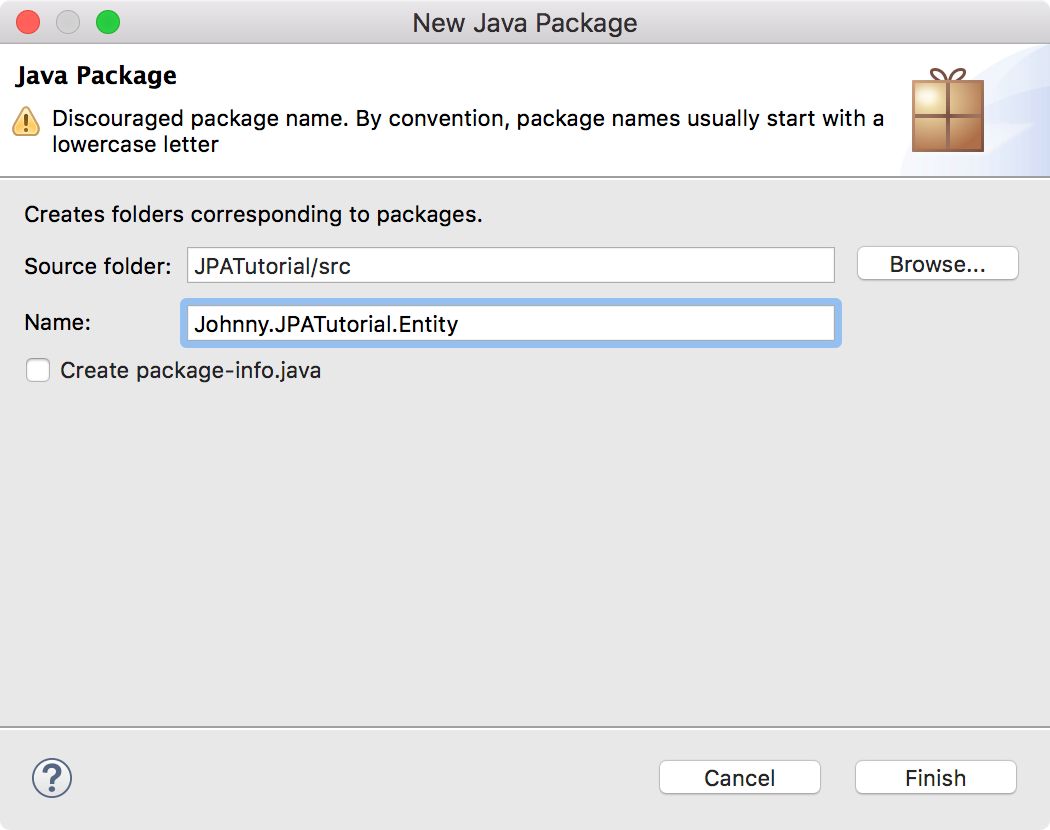 New Java Package
Java Package
Discouraged package name. By convention, package names usually start with a
lowercase letter
Creates folders corresponding to packages.
Source folder: JPATutorial/src Browse...
Name: Johnny.JPATutorial.Entity
Create package-info.java
? Cancel Finish